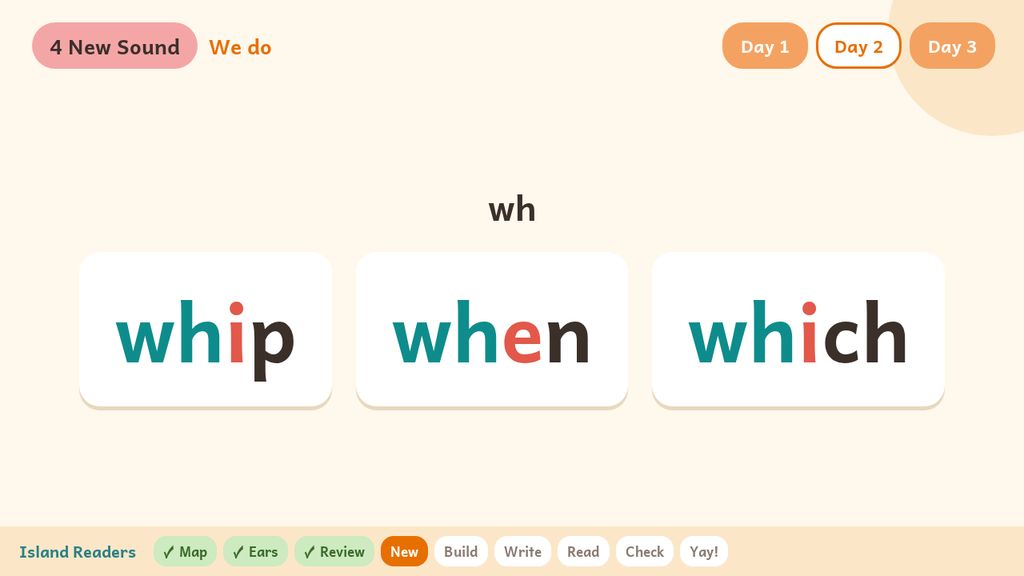 4 New Sound We do Day 1 Day 2 Day 3
wh
whip when which
Island Readers ✓ Map ✓ Ears ✓ Review New Build Write Read Check Yay!